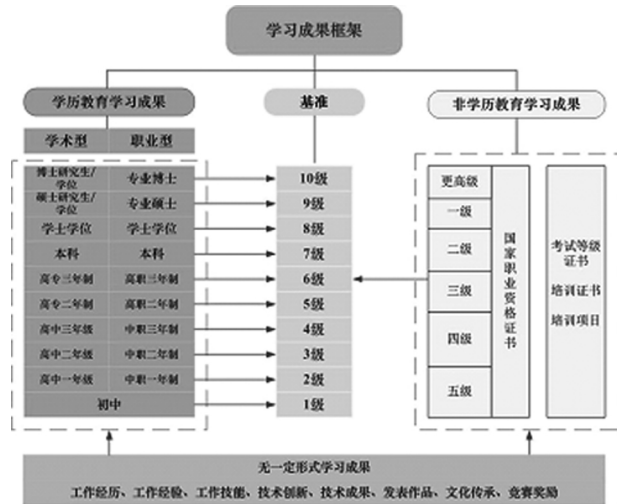 学习成果框架
学历教育学习成果
基准
非学历教育学习成果
学术型 职业型
博士研究生/学位 专业博士 10级
硕士研究生/学位 专业硕士 9级
学士学位 学士学位 8级
本科 本科 7级
高专三年制 高职三年制 6级
高专二年制 高职二年制 5级
高中三年级 中职三年制 4级
高中二年级 中职二年制 3级
高中一年级 中职一年制 2级
初中 1级
更高级
一级
二级
三级
四级
五级
国家职业资格证书
考试等级
证书
培训证书
培训项目
无一定形式学习成果
工作经历、工作经验、工作技能、技术创新、技术成果、发表作品、文化传承、竞赛奖励